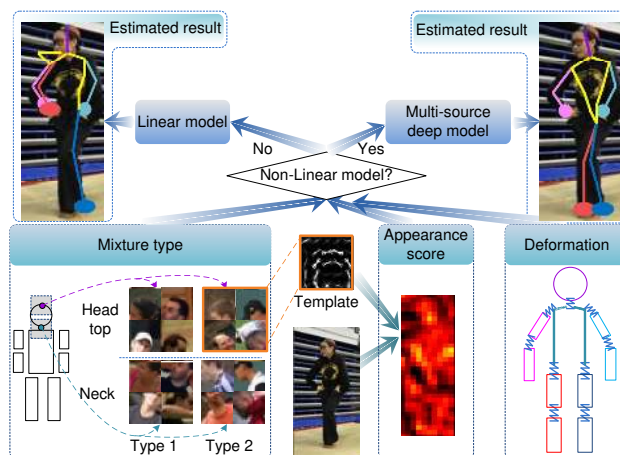 Estimated result
Estimated result
Linear model
Multi-source
deep model
No
Yes
Non-Linear model?
Mixture type
Appearance
score
Deformation
Head
top
Template
Neck
Type 1
Type 2